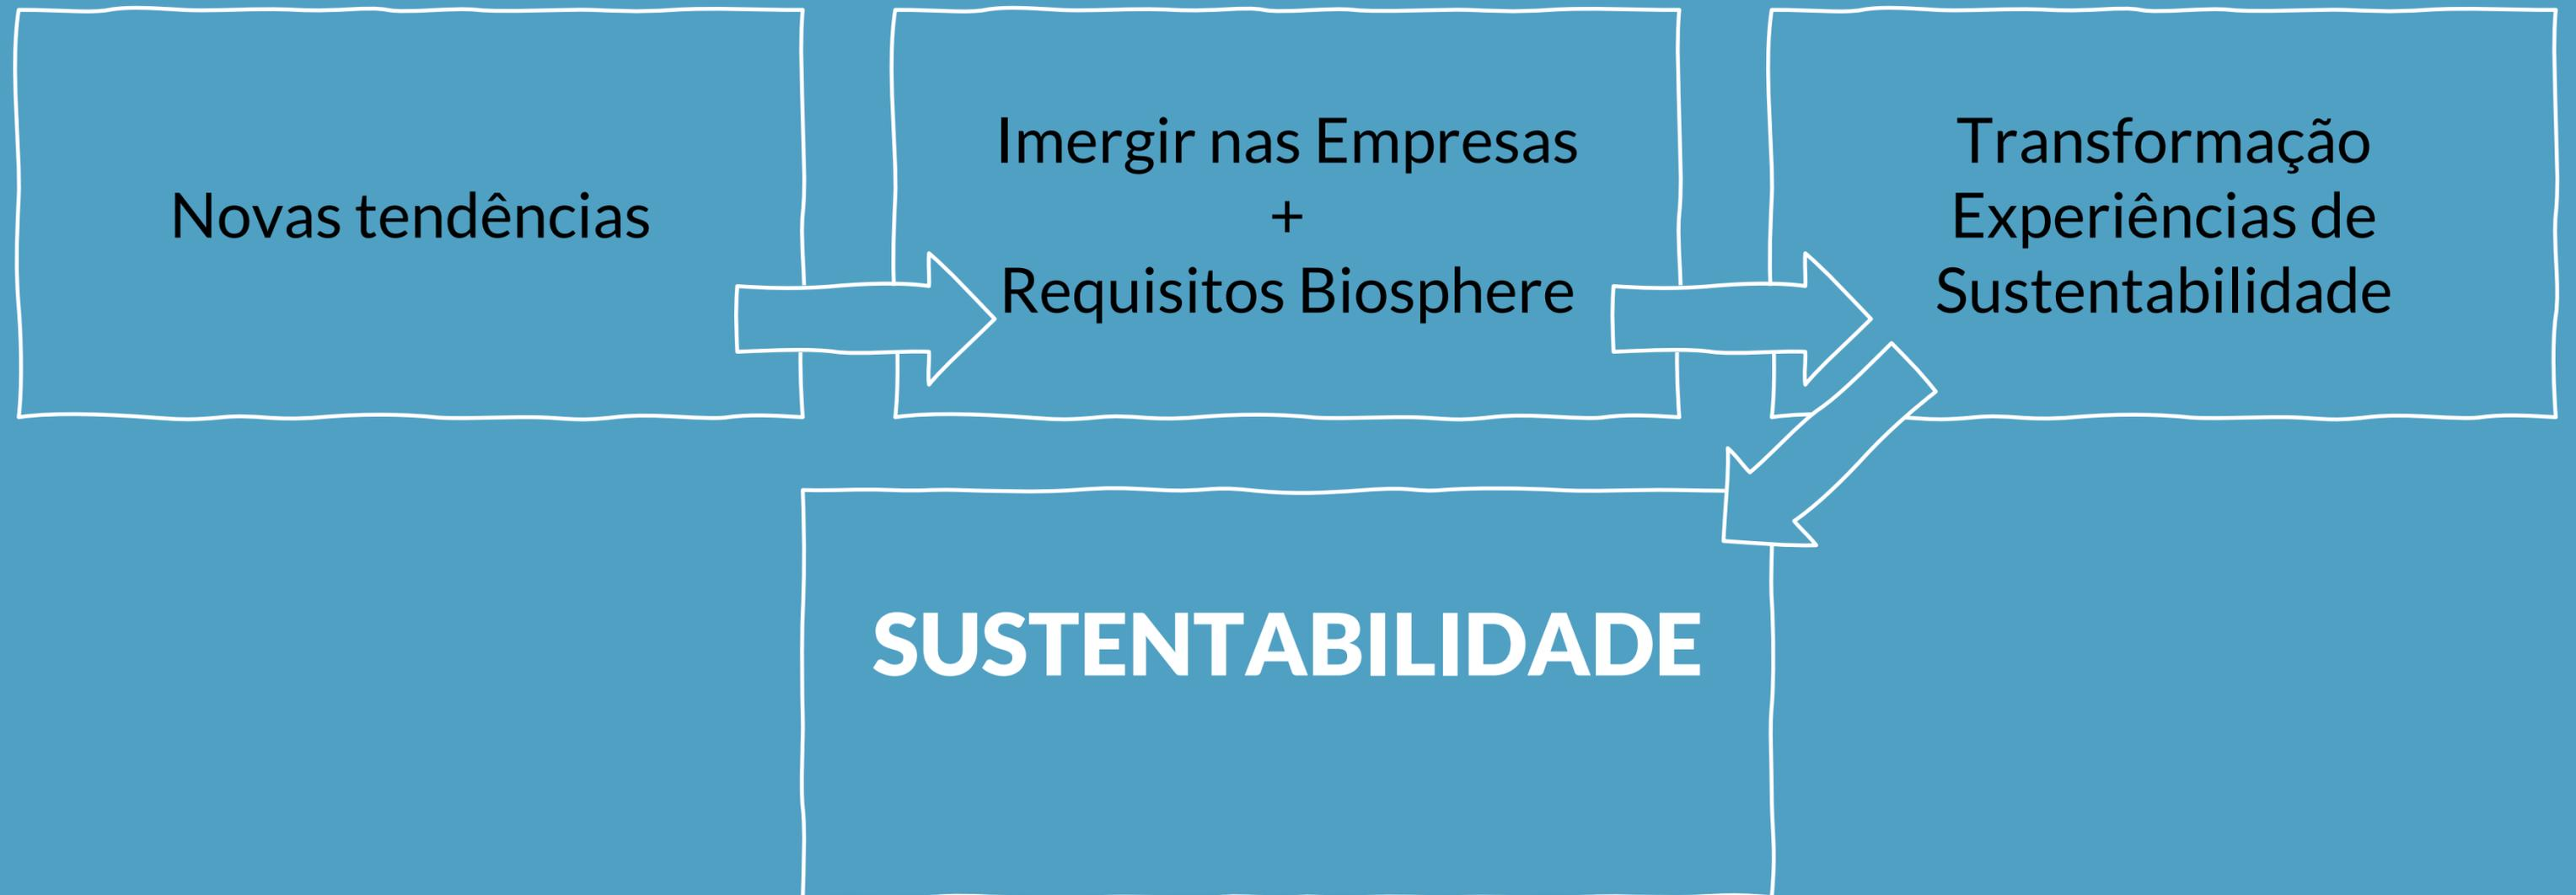 Novas tendências
Imergir nas Empresas
+
Requisitos Biosphere
Transformação
Experiências de
Sustentabilidade
SUSTENTABILIDADE